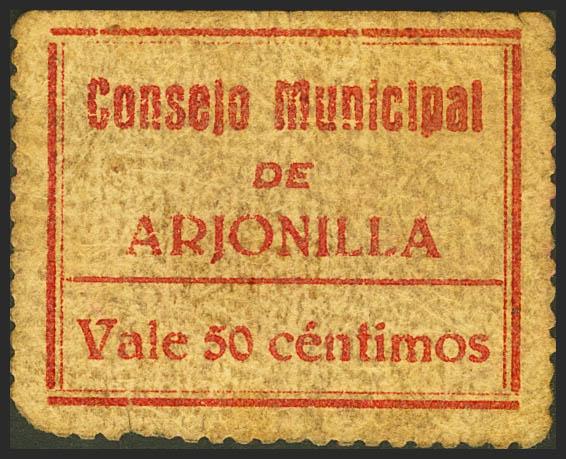 Consejo Municipal
DE
ARJONILLA
Vale 50 céntimos